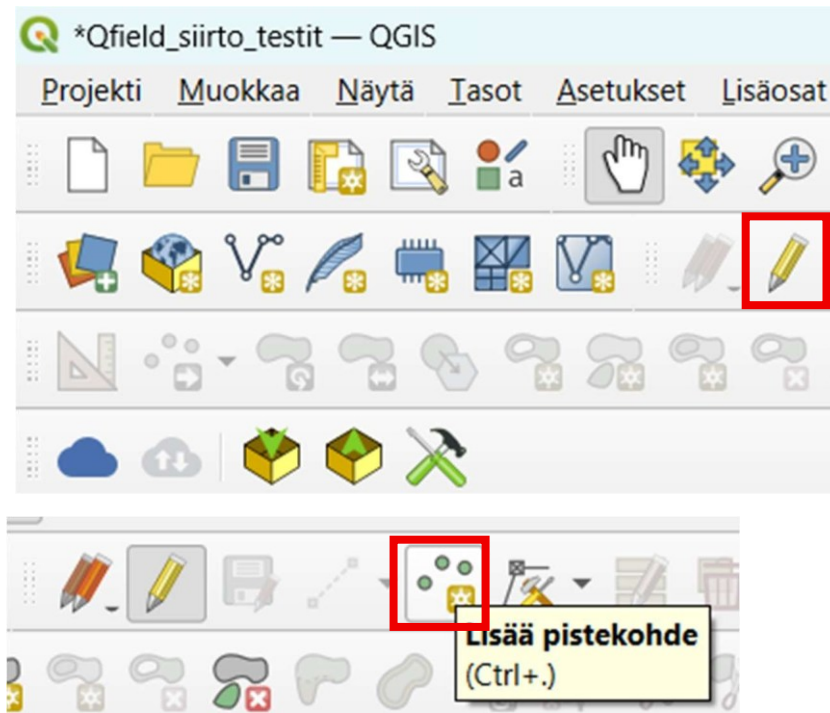 *Qfield_siirto_testit — QGIS
Projekti Muokkaa Näytä Tasot Asetukset Lisäosat
a
Lisää pistekohde
(Ctrl+.)